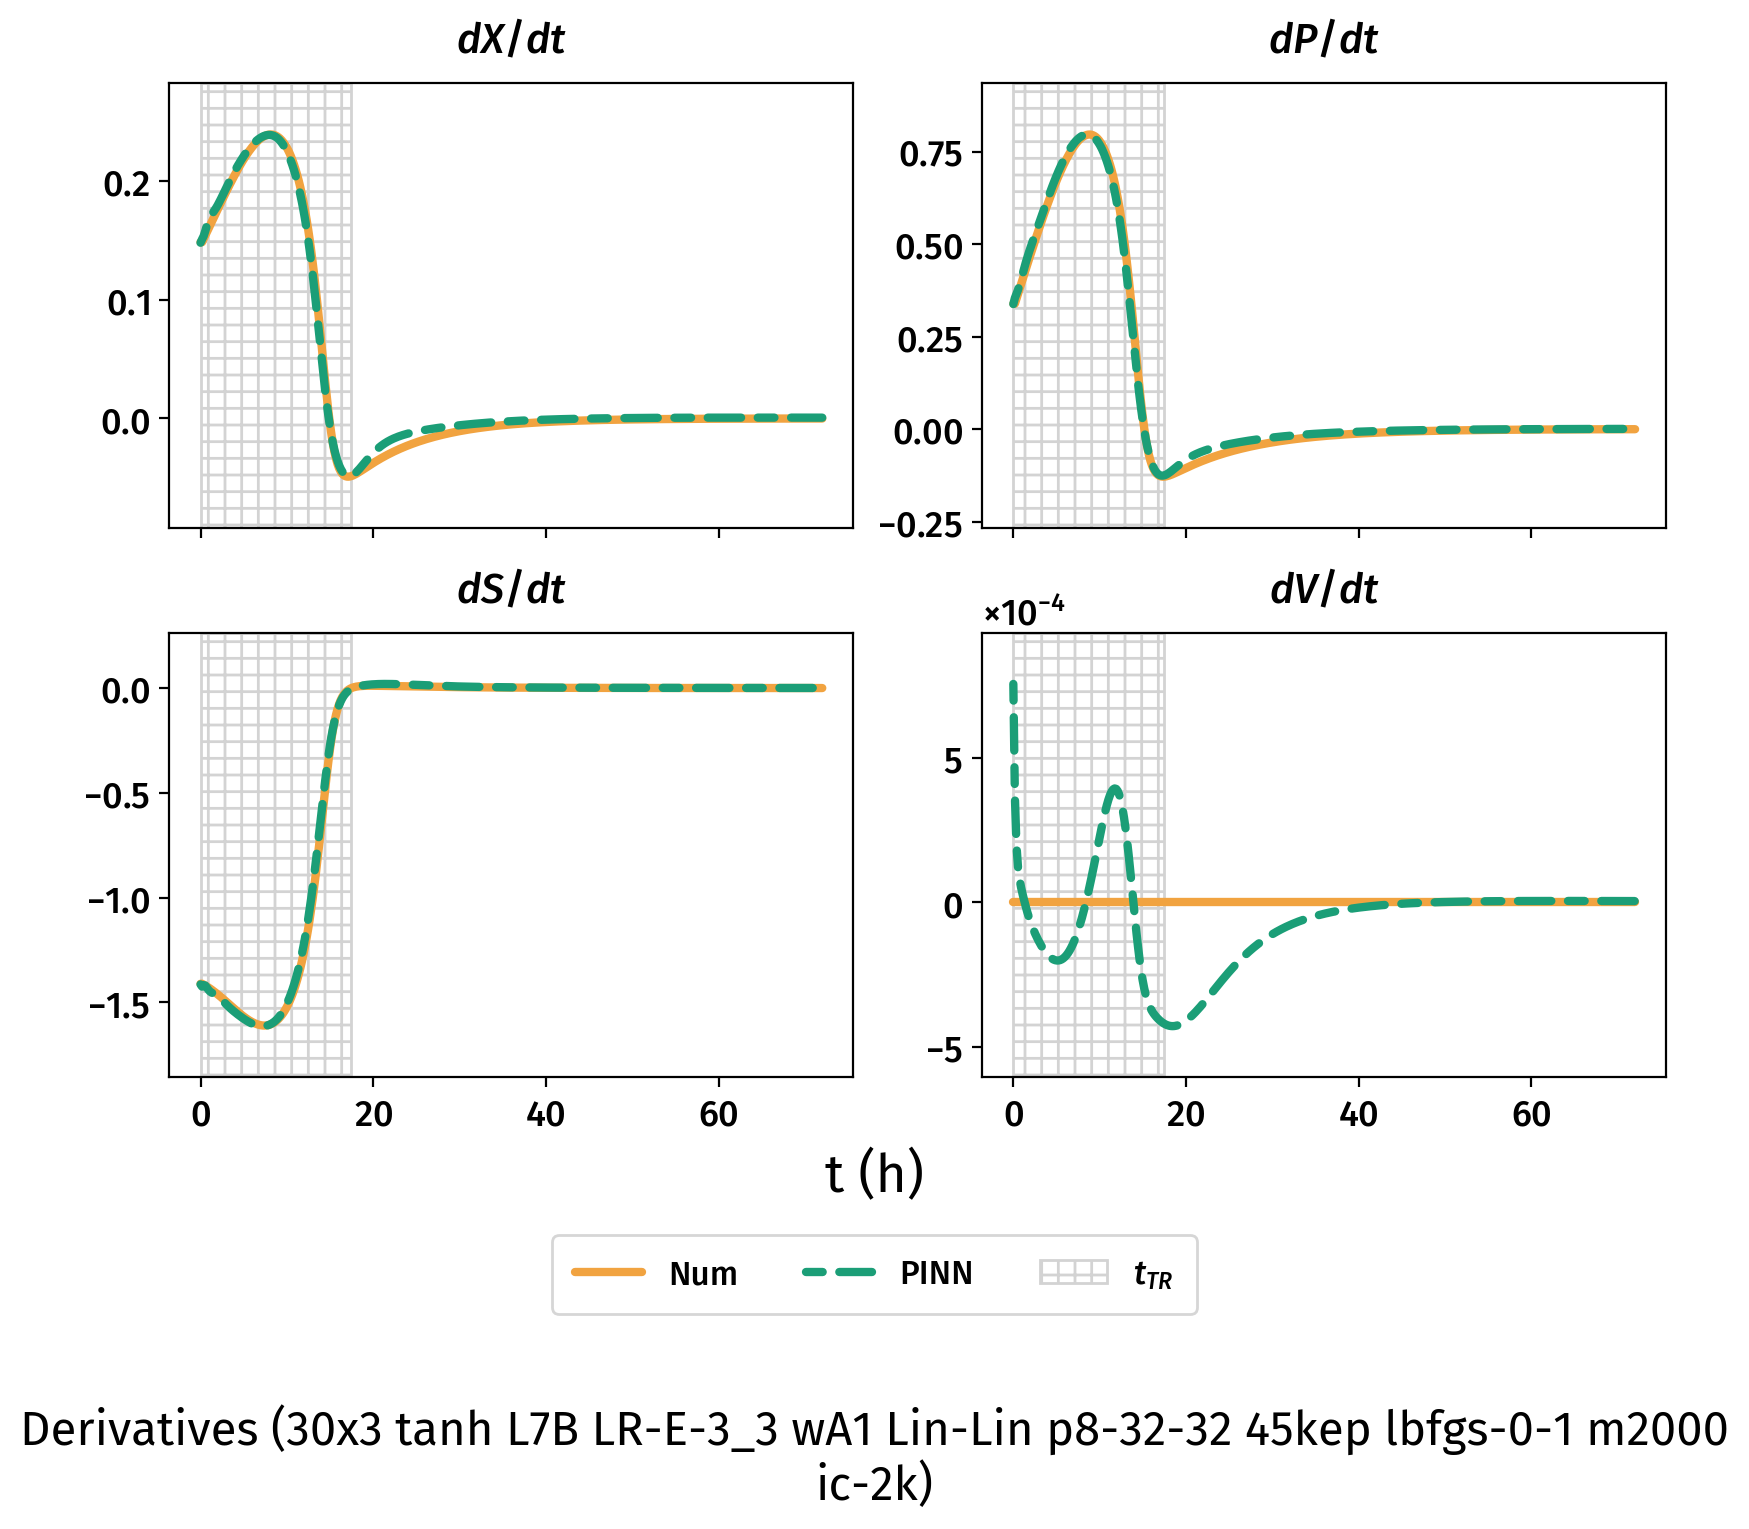 dX/dt
dP/dt
0.2
0.1
0.0
0.75
0.50
0.25
0.00
−0.25
dS/dt
dV/dt
×10⁻⁴
0.0
−0.5
−1.0
−1.5
0
20
40
60
5
0
−5
0
20
40
60
t (h)
Num
PINN
t_TR
Derivatives (30x3 tanh L7B LR-E-3_3 wA1 Lin-Lin p8-32-32 45kep lbfgs-0-1 m2000
ic-2k)